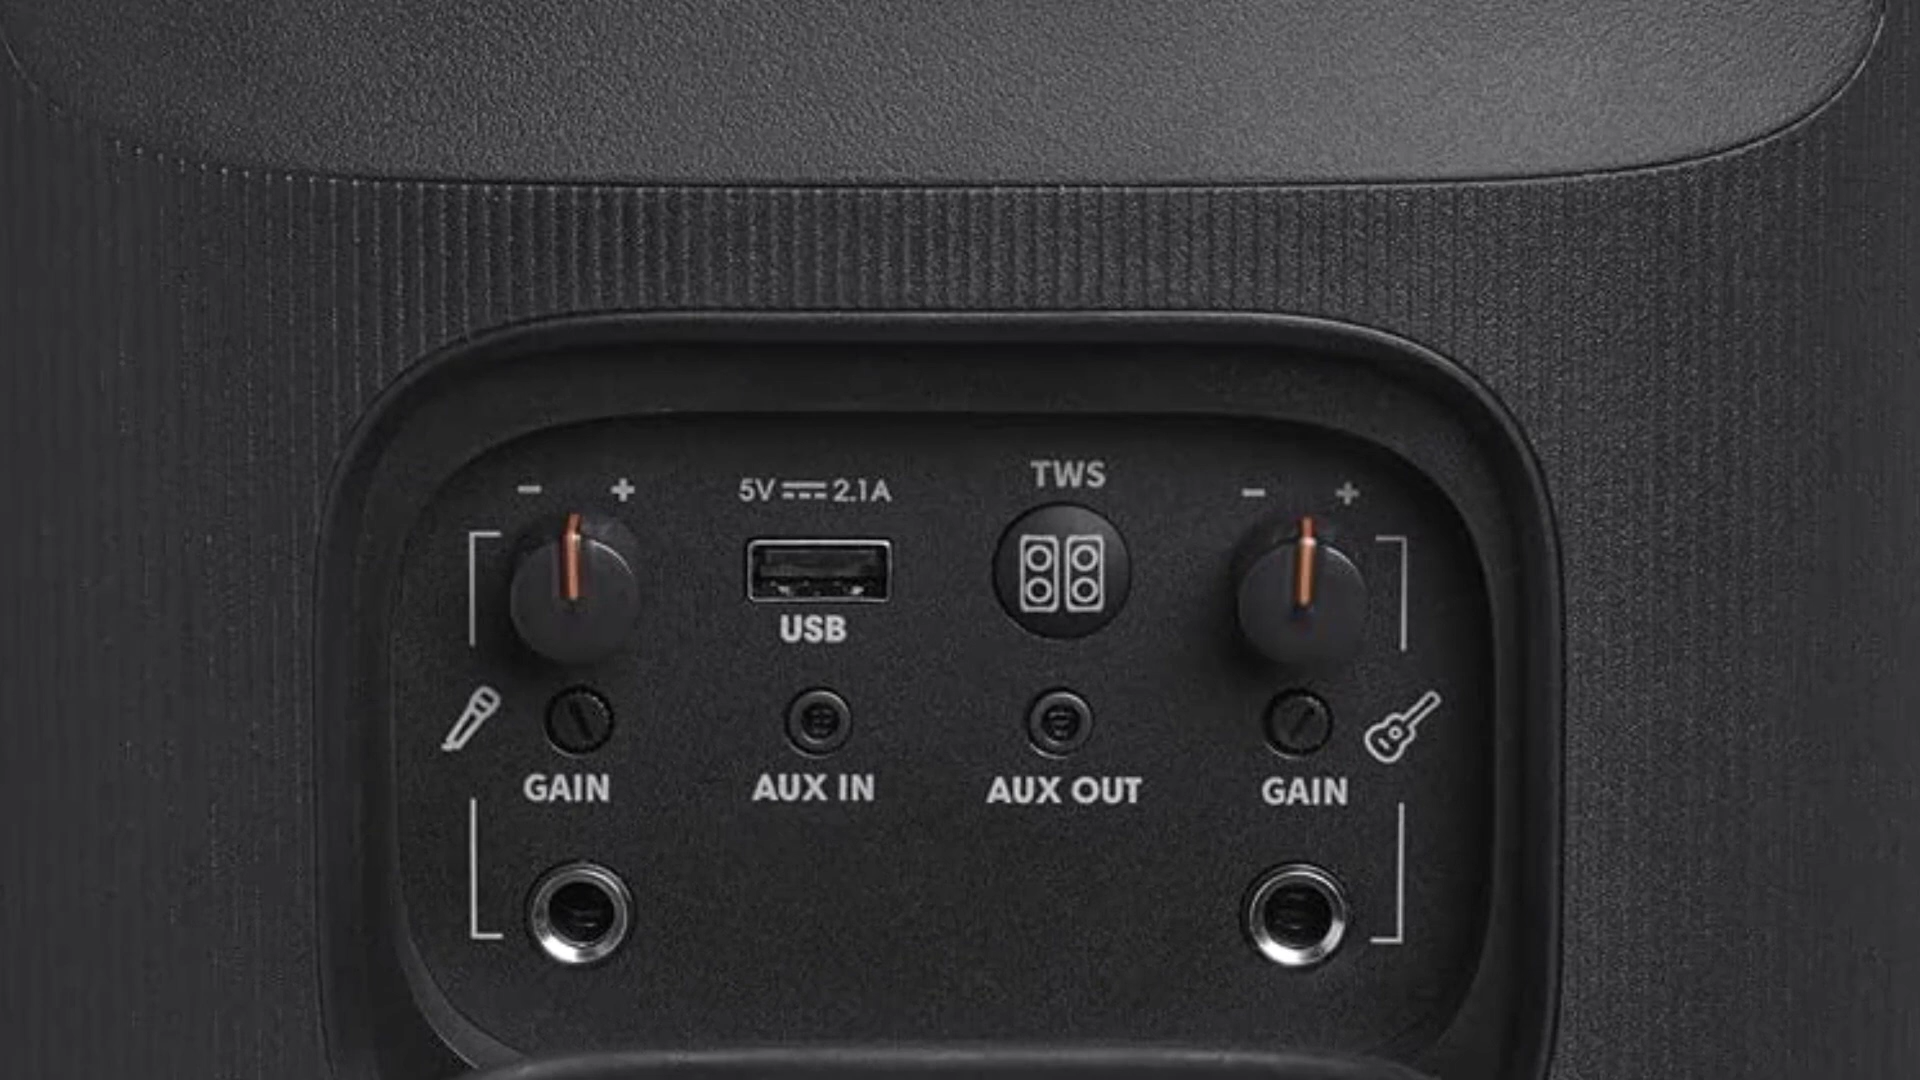 − +
5V ⎓ 2.1A
TWS
− +
USB
GAIN
AUX IN
AUX OUT
GAIN